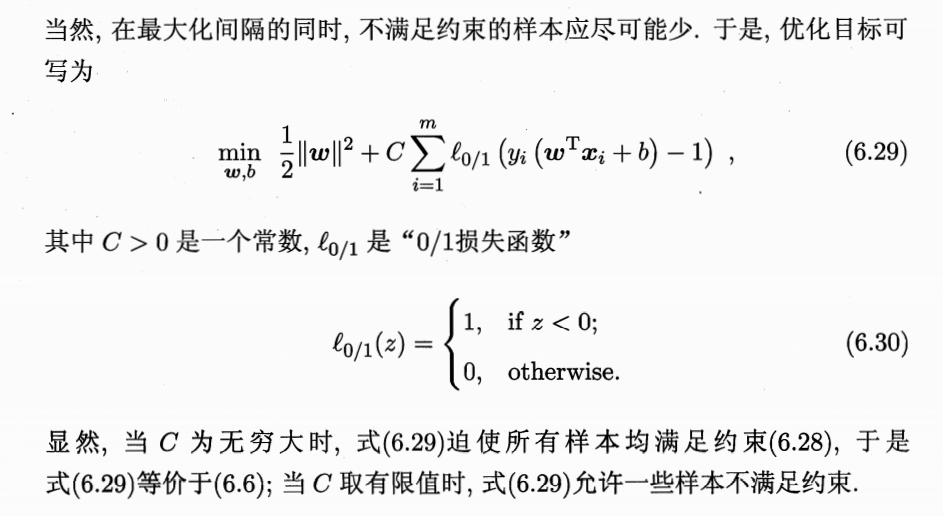 当然, 在最大化间隔的同时, 不满足约束的样本应尽可能少. 于是, 优化目标可
写为
$$\min_{\boldsymbol{w},b} \ \frac{1}{2}\|\boldsymbol{w}\|^2 + C\sum_{i=1}^{m} \ell_{0/1}\left(y_i\left(\boldsymbol{w}^{\mathrm{T}}\boldsymbol{x}_i + b\right) - 1\right) , \quad (6.29)$$
其中 $C > 0$ 是一个常数, $\ell_{0/1}$ 是 “0/1损失函数”
$$\ell_{0/1}(z) = \begin{cases} 1, & \text{if } z < 0; \\ 0, & \text{otherwise.} \end{cases} \quad (6.30)$$
显然, 当 $C$ 为无穷大时, 式(6.29)迫使所有样本均满足约束(6.28), 于是
式(6.29)等价于(6.6); 当 $C$ 取有限值时, 式(6.29)允许一些样本不满足约束.